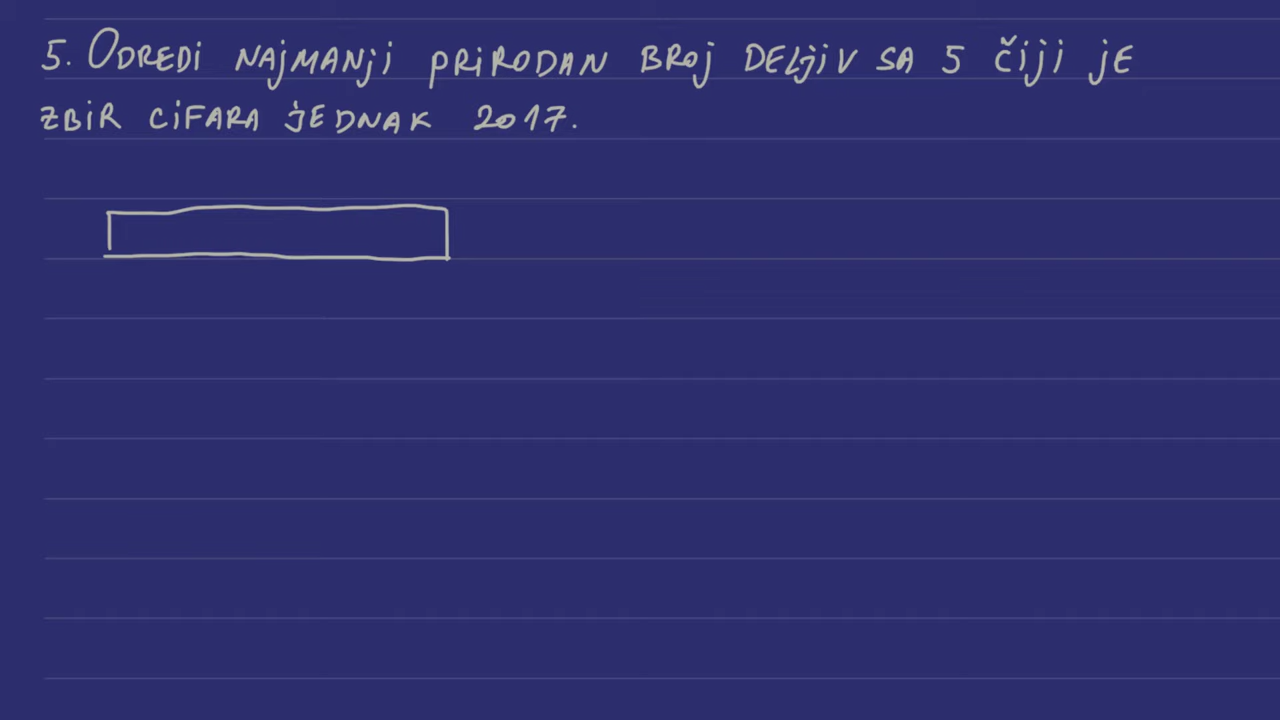 5. ODREDI NAJMANJI PRIRODAN BROJ DELJIV SA 5 ČIJI JE
ZBIR CIFARA JEDNAK 2017.